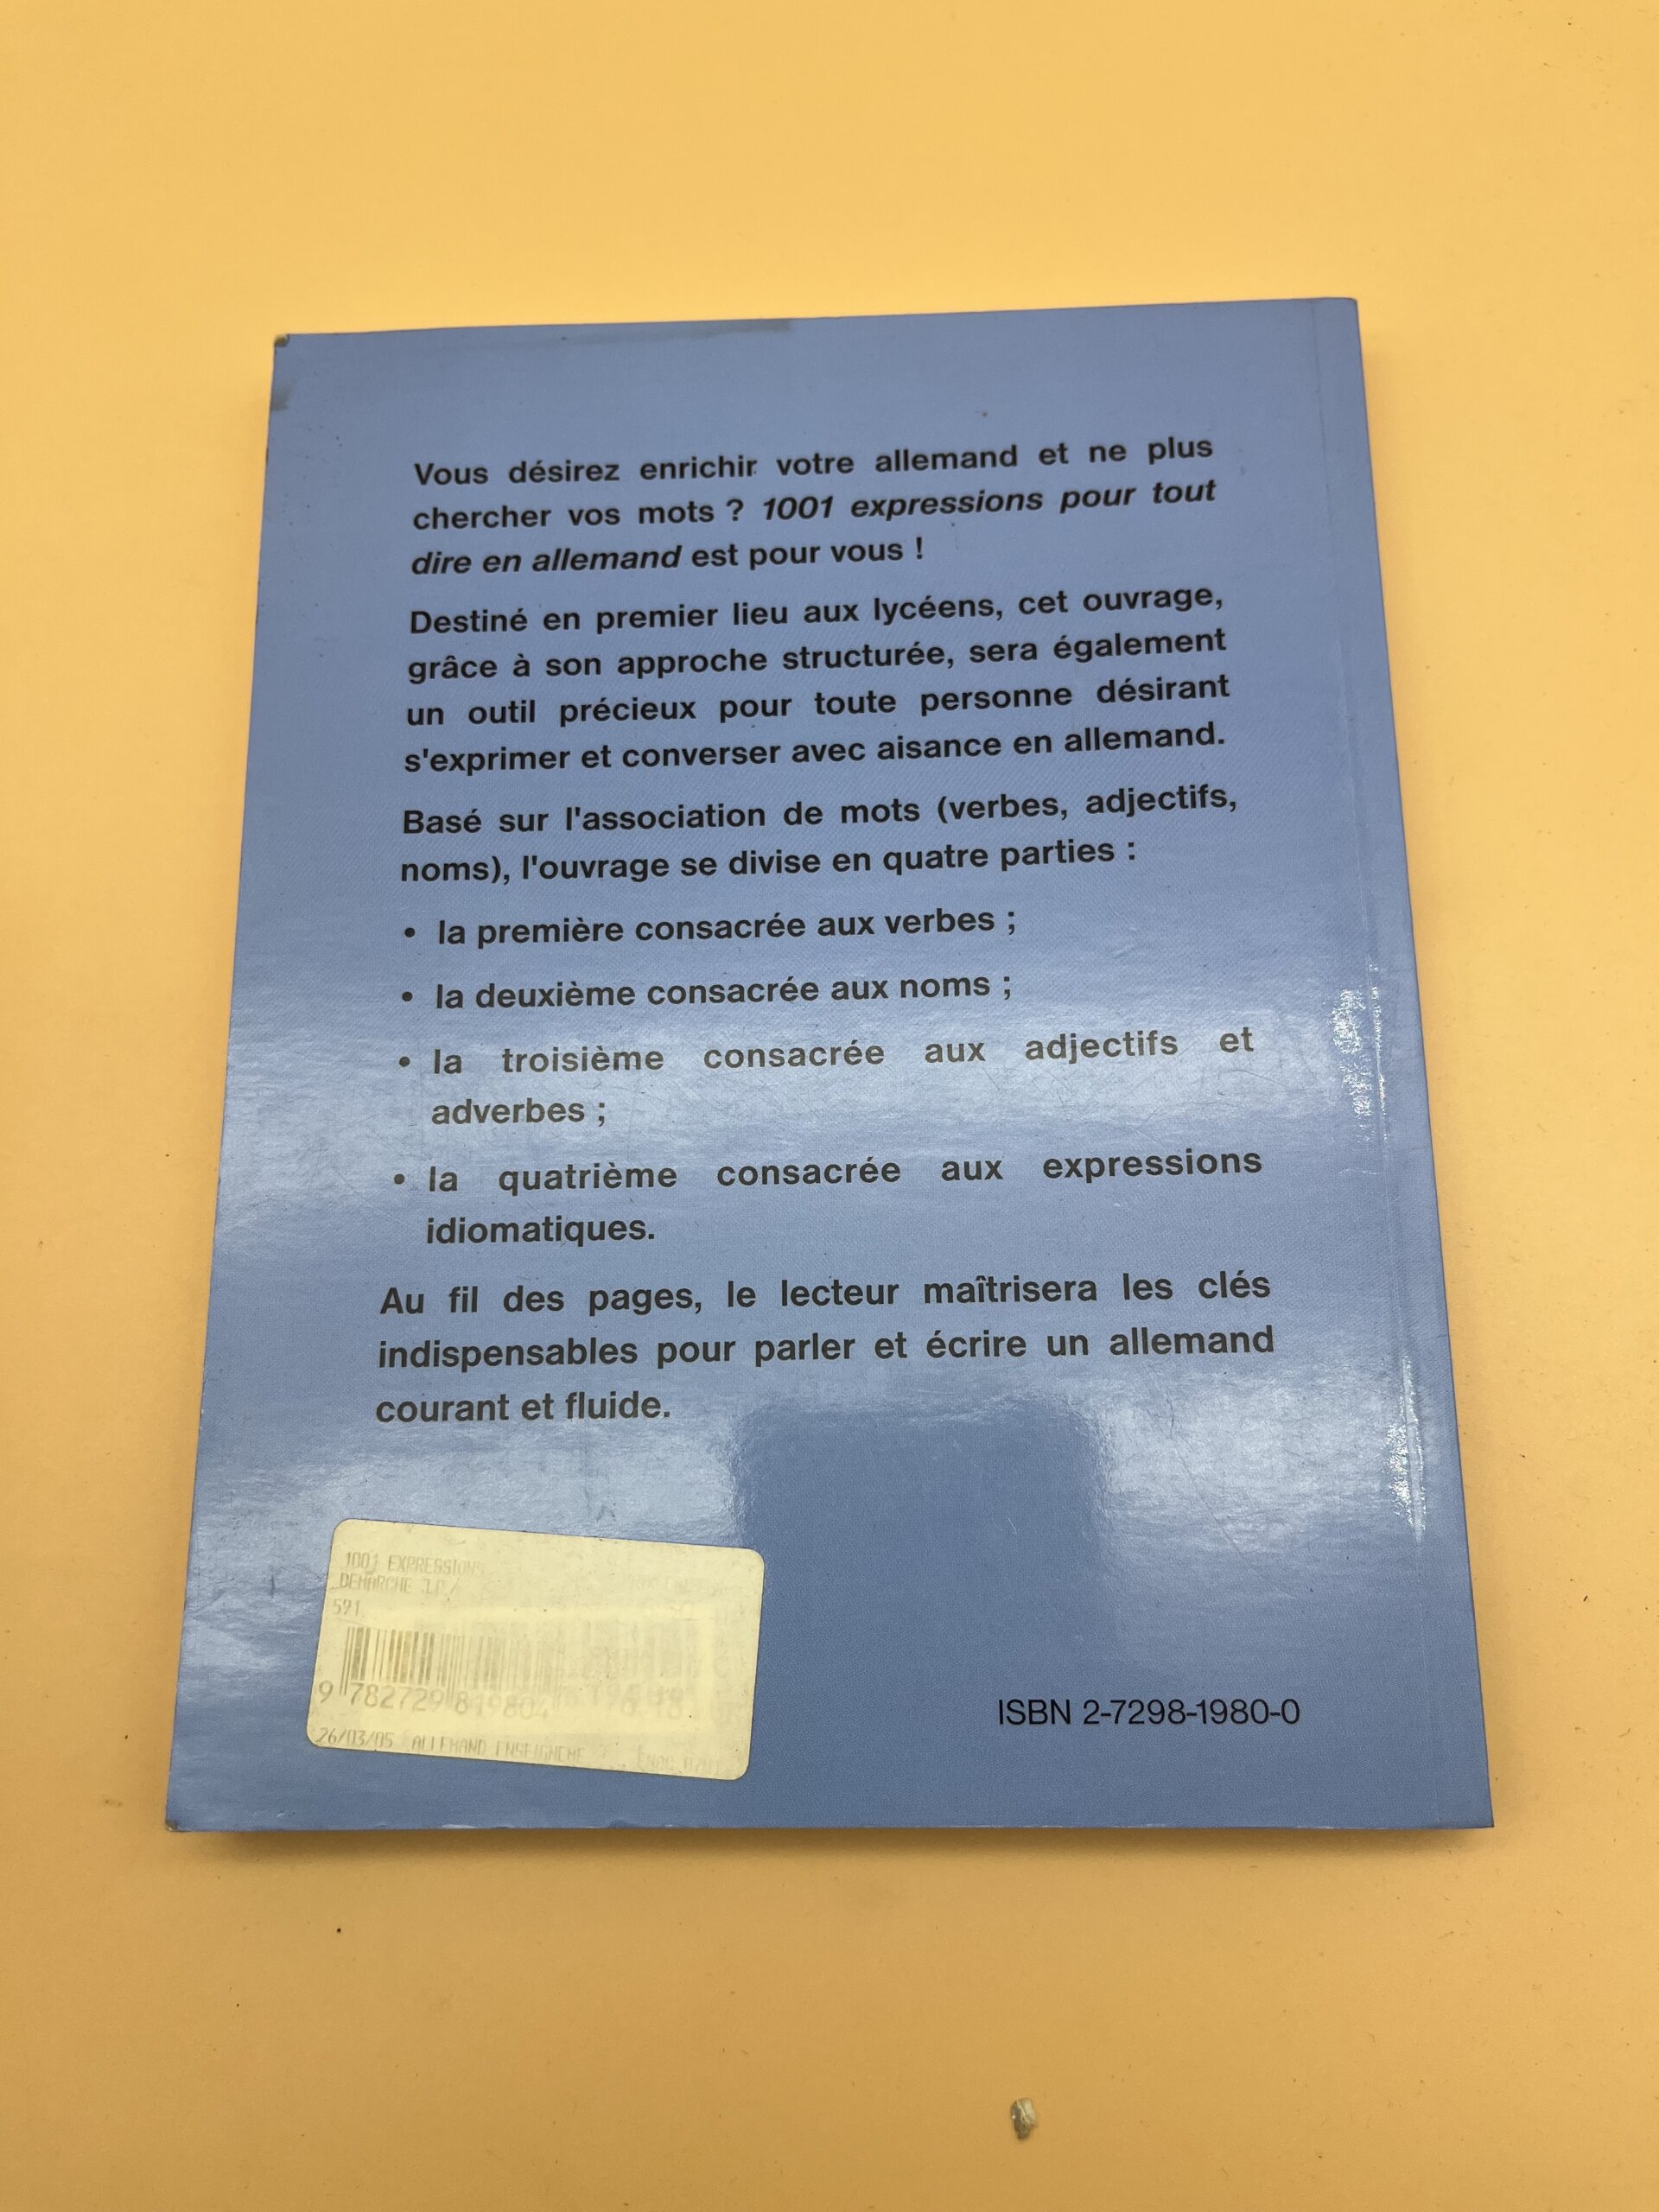 Vous désirez enrichir votre allemand et ne plus
chercher vos mots ? 1001 expressions pour tout
dire en allemand est pour vous !
Destiné en premier lieu aux lycéens, cet ouvrage,
grâce à son approche structurée, sera également
un outil précieux pour toute personne désirant
s'exprimer et converser avec aisance en allemand.
Basé sur l'association de mots (verbes, adjectifs,
noms), l'ouvrage se divise en quatre parties :
• la première consacrée aux verbes ;
• la deuxième consacrée aux noms ;
• la troisième consacrée aux adjectifs et
adverbes ;
• la quatrième consacrée aux expressions
idiomatiques.
Au fil des pages, le lecteur maîtrisera les clés
indispensables pour parler et écrire un allemand
courant et fluide.
1001 EXPRESSIONS
DEMARCHE
591
9 782729 819804
26/03/05 ALLEMAND ENSEIGNEME
ISBN 2-7298-1980-0